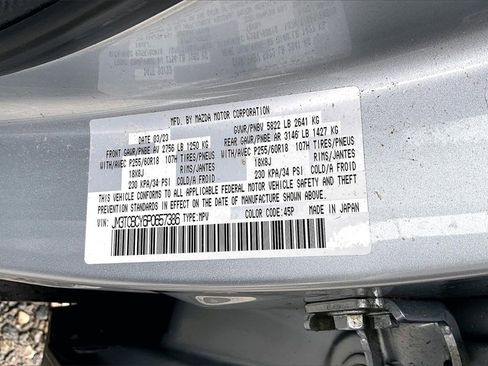 MFD. BY MAZDA MOTOR CORPORATION
DATE 03/23 GVWR/PNBV 5822 LB 2641 KG
FRONT GAWR/PNBE AV 2756 LB 1250 KG REAR GAWR/PNBE AR 3146 LB 1427 KG
WITH/AVEC P255/60R18 107H TIRES/PNEUS WITH/AVEC P255/60R18 107H TIRES/PNEUS
18X8J RIMS/JANTES 18X8J RIMS/JANTES
230 KPA/34 PSI COLD/A FROID 230 KPA/34 PSI COLD/A FROID
THIS VEHICLE CONFORMS TO ALL APPLICABLE FEDERAL MOTOR VEHICLE SAFETY AND THEFT
PREVENTION STANDARDS IN EFFECT ON THE DATE OF MANUFACTURE SHOWN ABOVE.
VIN: JM3TCBCY6P0657386 TYPE: MPV COLOR CODE: 45P MADE IN JAPAN